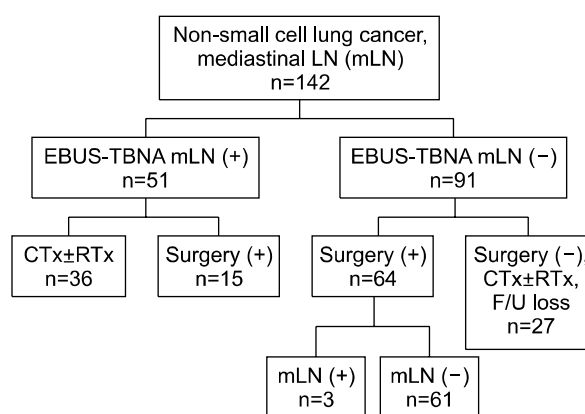 Non-small cell lung cancer,
mediastinal LN (mLN)
n=142
EBUS-TBNA mLN (+)
n=51
EBUS-TBNA mLN (−)
n=91
CTx±RTx
n=36
Surgery (+)
n=15
Surgery (+)
n=64
Surgery (−),
CTx±RTx,
F/U loss
n=27
mLN (+)
n=3
mLN (−)
n=61